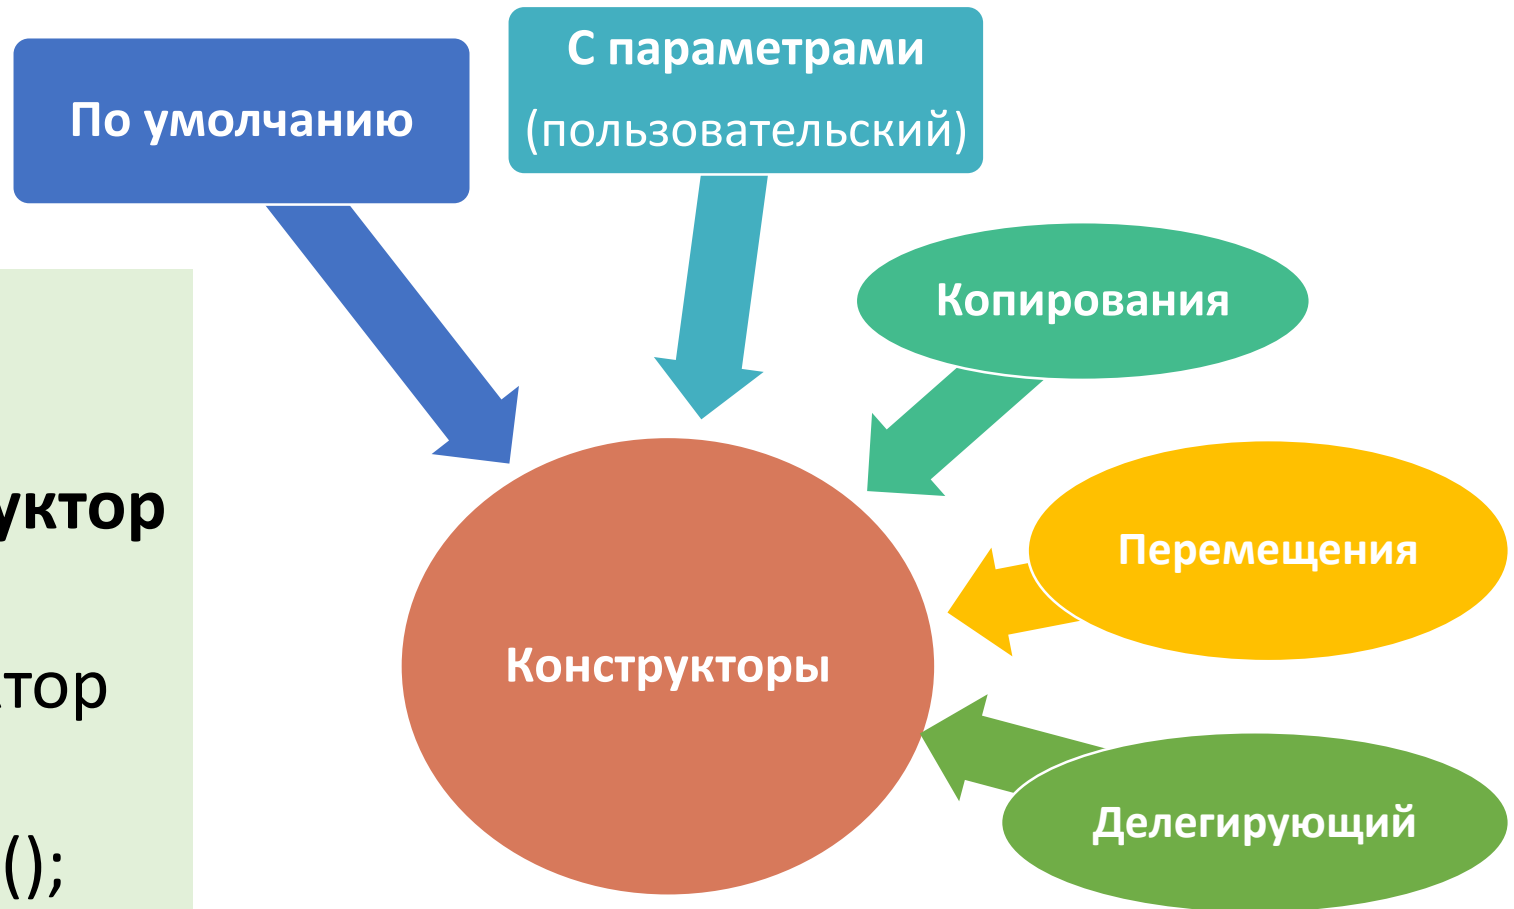 По умолчанию
С параметрами
(пользовательский)
Копирования
Перемещения
Делегирующий
Конструкторы
уктор
тор
();